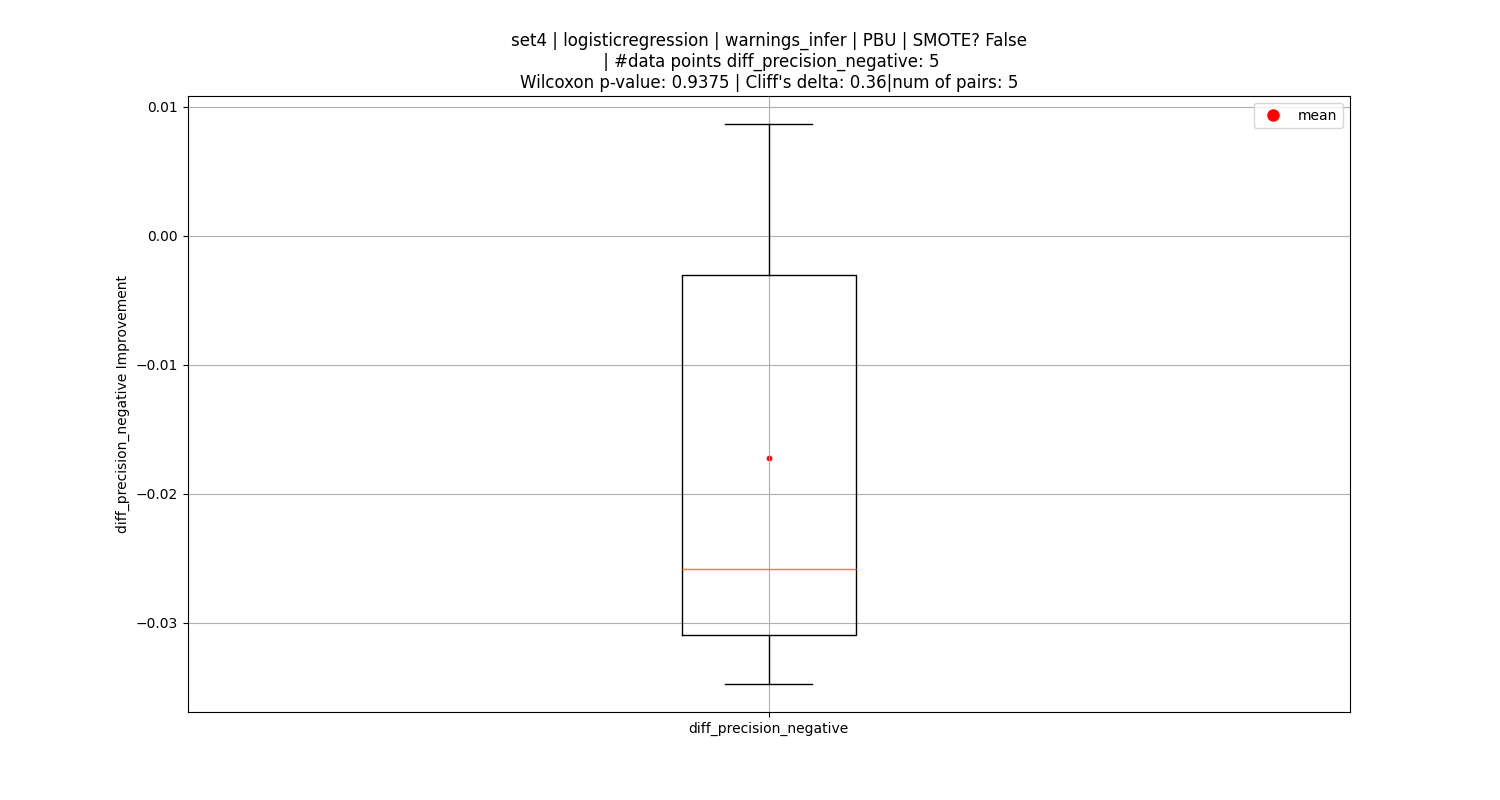 set4 | logisticregression | warnings_infer | PBU | SMOTE? False
| #data points diff_precision_negative: 5
Wilcoxon p-value: 0.9375 | Cliff's delta: 0.36|num of pairs: 5
mean
0.01
0.00
−0.01
−0.02
−0.03
diff_precision_negative Improvement
diff_precision_negative